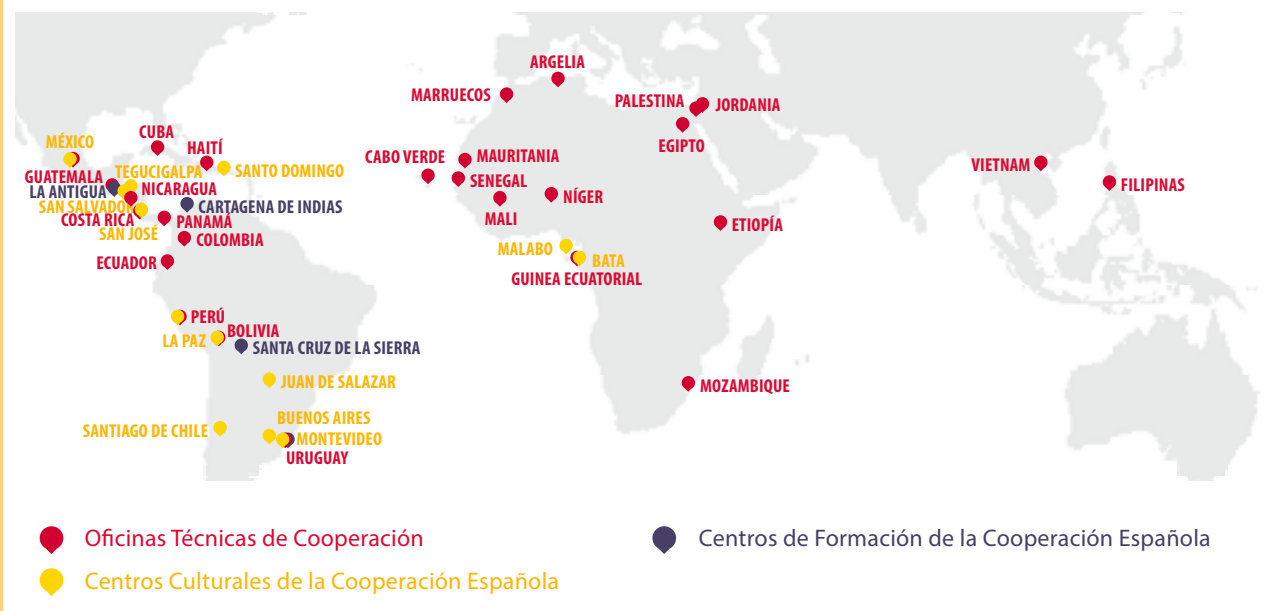 ARGELIA
MARRUECOS
PALESTINA
JORDANIA
EGIPTO
CUBA
MÉXICO
HAITÍ
SANTO DOMINGO
CABO VERDE
MAURITANIA
VIETNAM
GUATEMALA
TEGUCIGALPA
SENEGAL
FILIPINAS
LA ANTIGUA
NICARAGUA
NÍGER
SAN SALVADOR
CARTAGENA DE INDIAS
COSTA RICA
PANAMÁ
MALI
ETIOPÍA
SAN JOSÉ
COLOMBIA
MALABO
BATA
ECUADOR
GUINEA ECUATORIAL
PERÚ
BOLIVIA
LA PAZ
SANTA CRUZ DE LA SIERRA
JUAN DE SALAZAR
MOZAMBIQUE
BUENOS AIRES
SANTIAGO DE CHILE
MONTEVIDEO
URUGUAY
Oficinas Técnicas de Cooperación
Centros de Formación de la Cooperación Española
Centros Culturales de la Cooperación Española